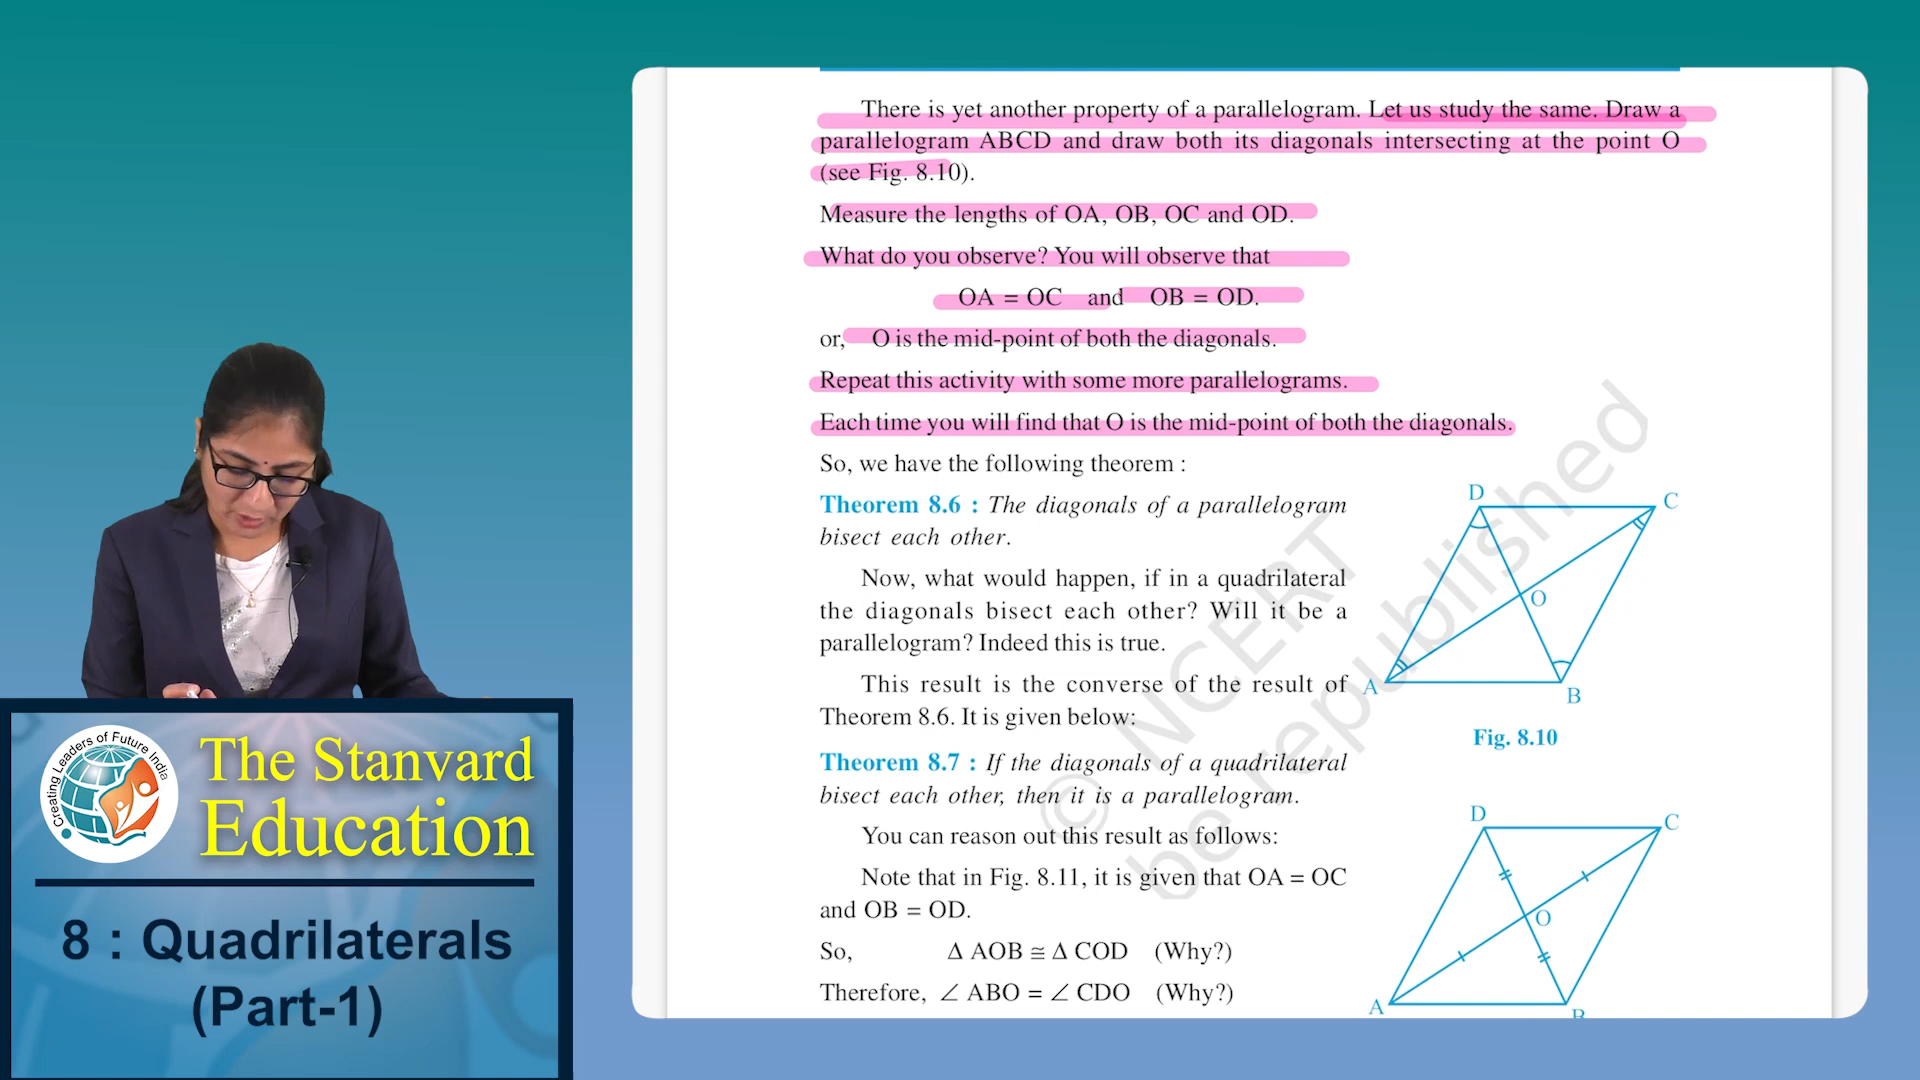 There is yet another property of a parallelogram. Let us study the same. Draw a
parallelogram ABCD and draw both its diagonals intersecting at the point O
(see Fig. 8.10).
Measure the lengths of OA, OB, OC and OD.
What do you observe? You will observe that
OA = OC and OB = OD.
or, O is the mid-point of both the diagonals.
Repeat this activity with some more parallelograms.
Each time you will find that O is the mid-point of both the diagonals.
So, we have the following theorem :
Theorem 8.6 : The diagonals of a parallelogram
bisect each other.
Now, what would happen, if in a quadrilateral
the diagonals bisect each other? Will it be a
parallelogram? Indeed this is true.
This result is the converse of the result of
Theorem 8.6. It is given below:
Theorem 8.7 : If the diagonals of a quadrilateral
bisect each other, then it is a parallelogram.
You can reason out this result as follows:
Note that in Fig. 8.11, it is given that OA = OC
and OB = OD.
So, Δ AOB ≅ Δ COD (Why?)
Therefore, ∠ ABO = ∠ CDO (Why?)
D
C
O
A
B
Fig. 8.10
D
C
O
A
B
© NCERT
be republished
Creating Leaders of Future India
The Stanvard
Education
8 : Quadrilaterals
(Part-1)